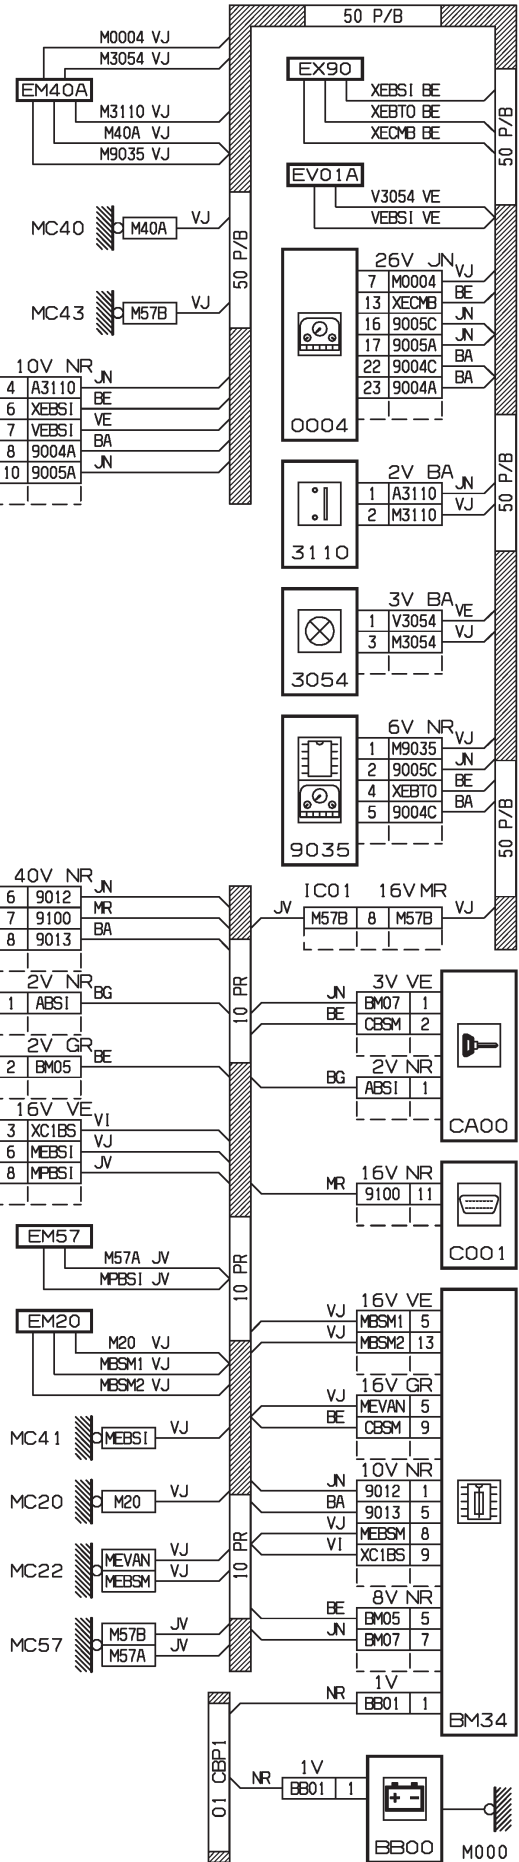 50 P/B
M0004 VJ
M3054 VJ
EM40A
M3110 VJ
M40A VJ
M9035 VJ
EX90
XEBSI BE
XEBTO BE
XECMB BE
50 P/B
EV01A
V3054 VE
VEBSI VE
MC40 M40A VJ
50 P/B
MC43 M57B VJ
26V JN
7 M0004 VJ
13 XECMB BE
16 9005C JN
17 9005A JN
22 9004C BA
23 9004A BA
0004
10V NR
4 A3110 JN
6 XEBSI BE
7 VEBSI VE
8 9004A BA
10 9005A JN
50 P/B
2V BA
1 A3110 JN
2 M3110 VJ
3110
3V BA
1 V3054 VE
3 M3054 VJ
3054
6V NR
1 M9035 VJ
2 9005C JN
4 XEBTO BE
5 9004C BA
9035
50 P/B
40V NR
6 9012 JN
7 9100 MR
8 9013 BA
IC01 16V MR
JV M57B 8 M57B VJ
10 PR
2V NR
1 ABSI BG
2V GR
2 BM05 BE
16V VE
3 XC1BS VI
6 MEBSI VJ
8 MPBSI JV
3V VE
JN BM07 1
BE CBSM 2
2V NR
BG ABSI 1
CA00
16V NR
MR 9100 11
C001
EM57
M57A JV
MPBSI JV
10 PR
EM20
M20 VJ
MBSM1 VJ
MBSM2 VJ
16V VE
VJ MBSM1 5
VJ MBSM2 13
16V GR
VJ MEVAN 5
BE CBSM 9
10V NR
JN 9012 1
BA 9013 5
VJ MEBSM 8
VI XC1BS 9
8V NR
BE BM05 5
JN BM07 7
1V
NR BB01 1
BM34
MC41 MEBSI VJ
MC20 M20 VJ
10 PR
MC22 MEVAN VJ
MEBSM VJ
MC57 M57B JV
M57A JV
01 CBP1
1V
NR BB01 1
BB00
M000